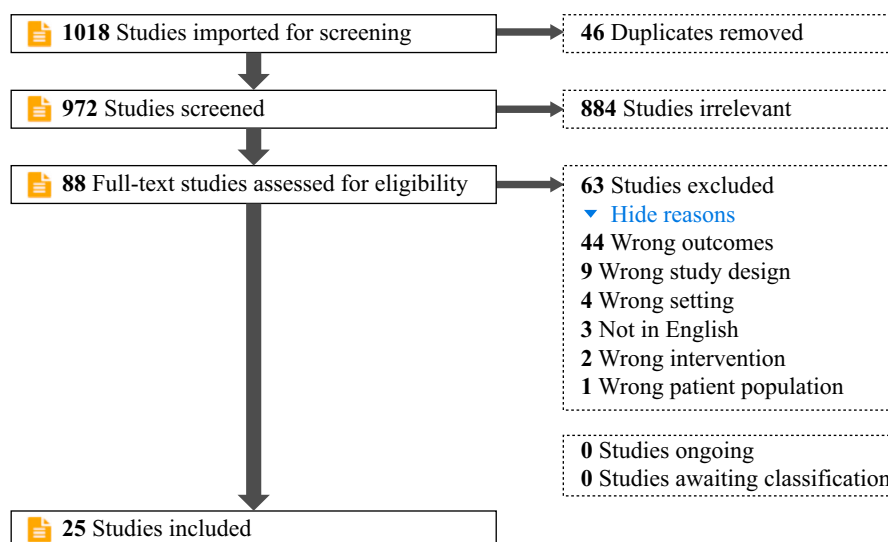 1018 Studies imported for screening
46 Duplicates removed
972 Studies screened
884 Studies irrelevant
88 Full-text studies assessed for eligibility
63 Studies excluded
Hide reasons
44 Wrong outcomes
9 Wrong study design
4 Wrong setting
3 Not in English
2 Wrong intervention
1 Wrong patient population
0 Studies ongoing
0 Studies awaiting classification
25 Studies included